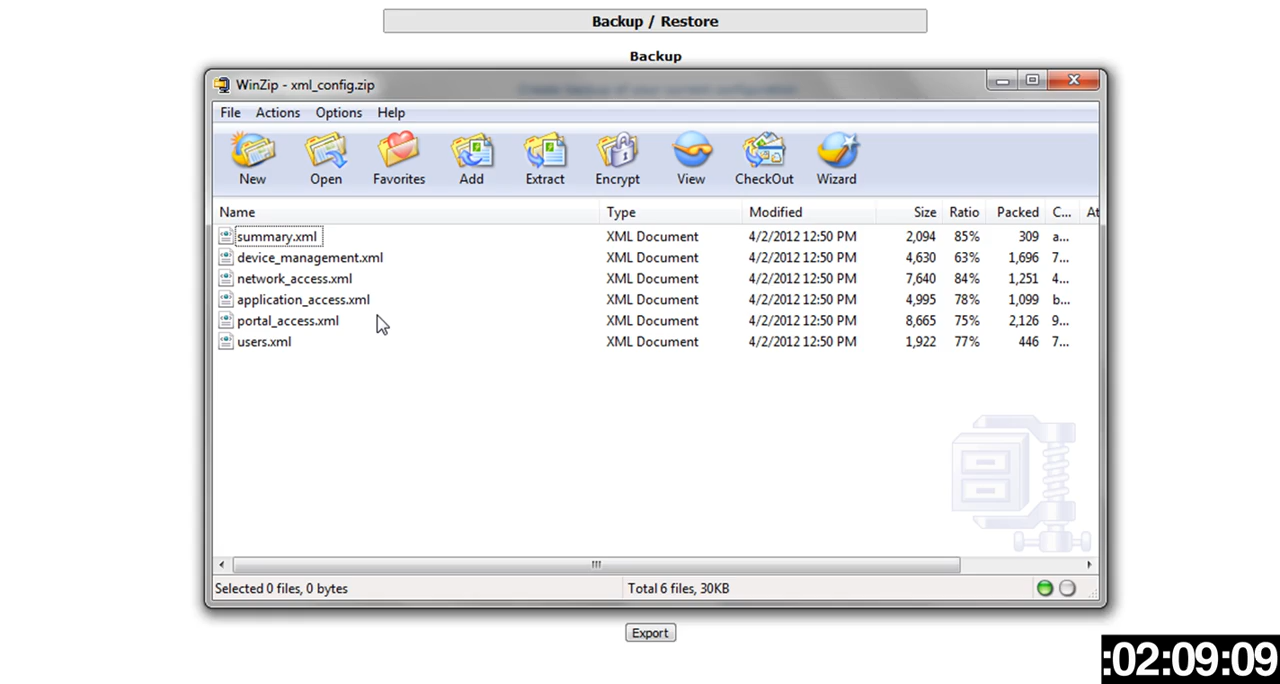 Backup / Restore
Backup
WinZip - xml_config.zip
Create backup of your current configuration
File Actions Options Help
New Open Favorites Add Extract Encrypt View CheckOut Wizard
Name Type Modified Size Ratio Packed C... At
summary.xml XML Document 4/2/2012 12:50 PM 2,094 85% 309 a...
device_management.xml XML Document 4/2/2012 12:50 PM 4,630 63% 1,696 7...
network_access.xml XML Document 4/2/2012 12:50 PM 7,640 84% 1,251 4...
application_access.xml XML Document 4/2/2012 12:50 PM 4,995 78% 1,099 b...
portal_access.xml XML Document 4/2/2012 12:50 PM 8,665 75% 2,126 9...
users.xml XML Document 4/2/2012 12:50 PM 1,922 77% 446 7...
Selected 0 files, 0 bytes Total 6 files, 30KB
Export
:02:09:09